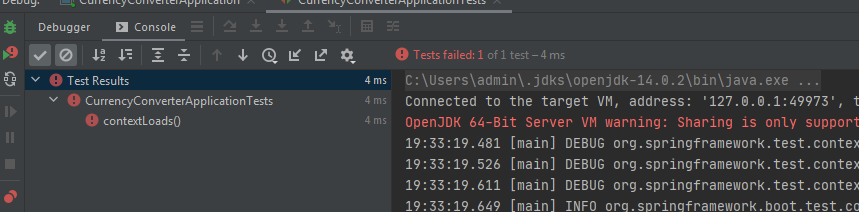 Debug: CurrencyConverterApplication CurrencyConverterApplicationTests
Debugger Console
Tests failed: 1 of 1 test – 4 ms
Test Results 4 ms
CurrencyConverterApplicationTests 4 ms
contextLoads() 4 ms
C:\Users\admin\.jdks\openjdk-14.0.2\bin\java.exe ...
Connected to the target VM, address: '127.0.0.1:49973', t
OpenJDK 64-Bit Server VM warning: Sharing is only support
19:33:19.481 [main] DEBUG org.springframework.test.contex
19:33:19.526 [main] DEBUG org.springframework.test.contex
19:33:19.611 [main] DEBUG org.springframework.test.contex
19:33:19.649 [main] INFO org.springframework.boot.test.co